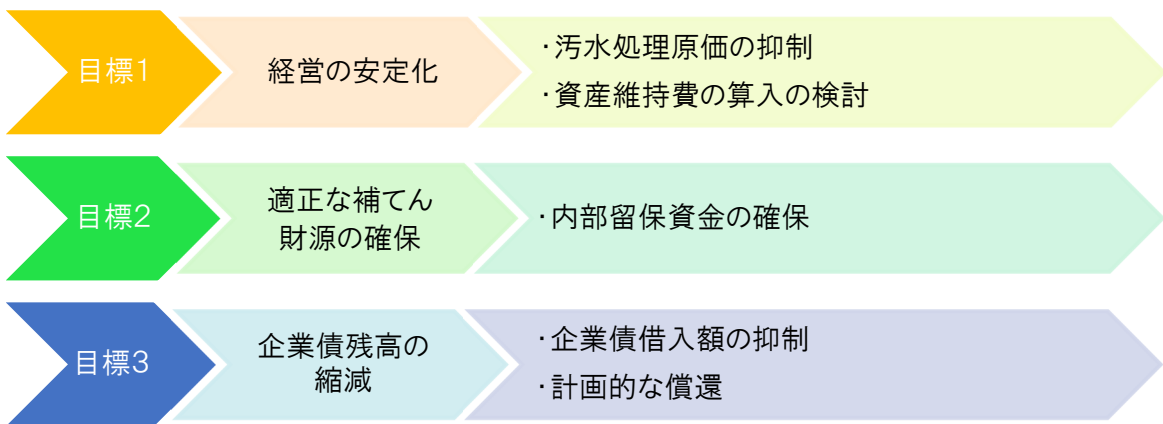 目標1
経営の安定化
・汚水処理原価の抑制
・資産維持費の算入の検討
目標2
適正な補てん
財源の確保
・内部留保資金の確保
目標3
企業債残高の
縮減
・企業債借入額の抑制
・計画的な償還